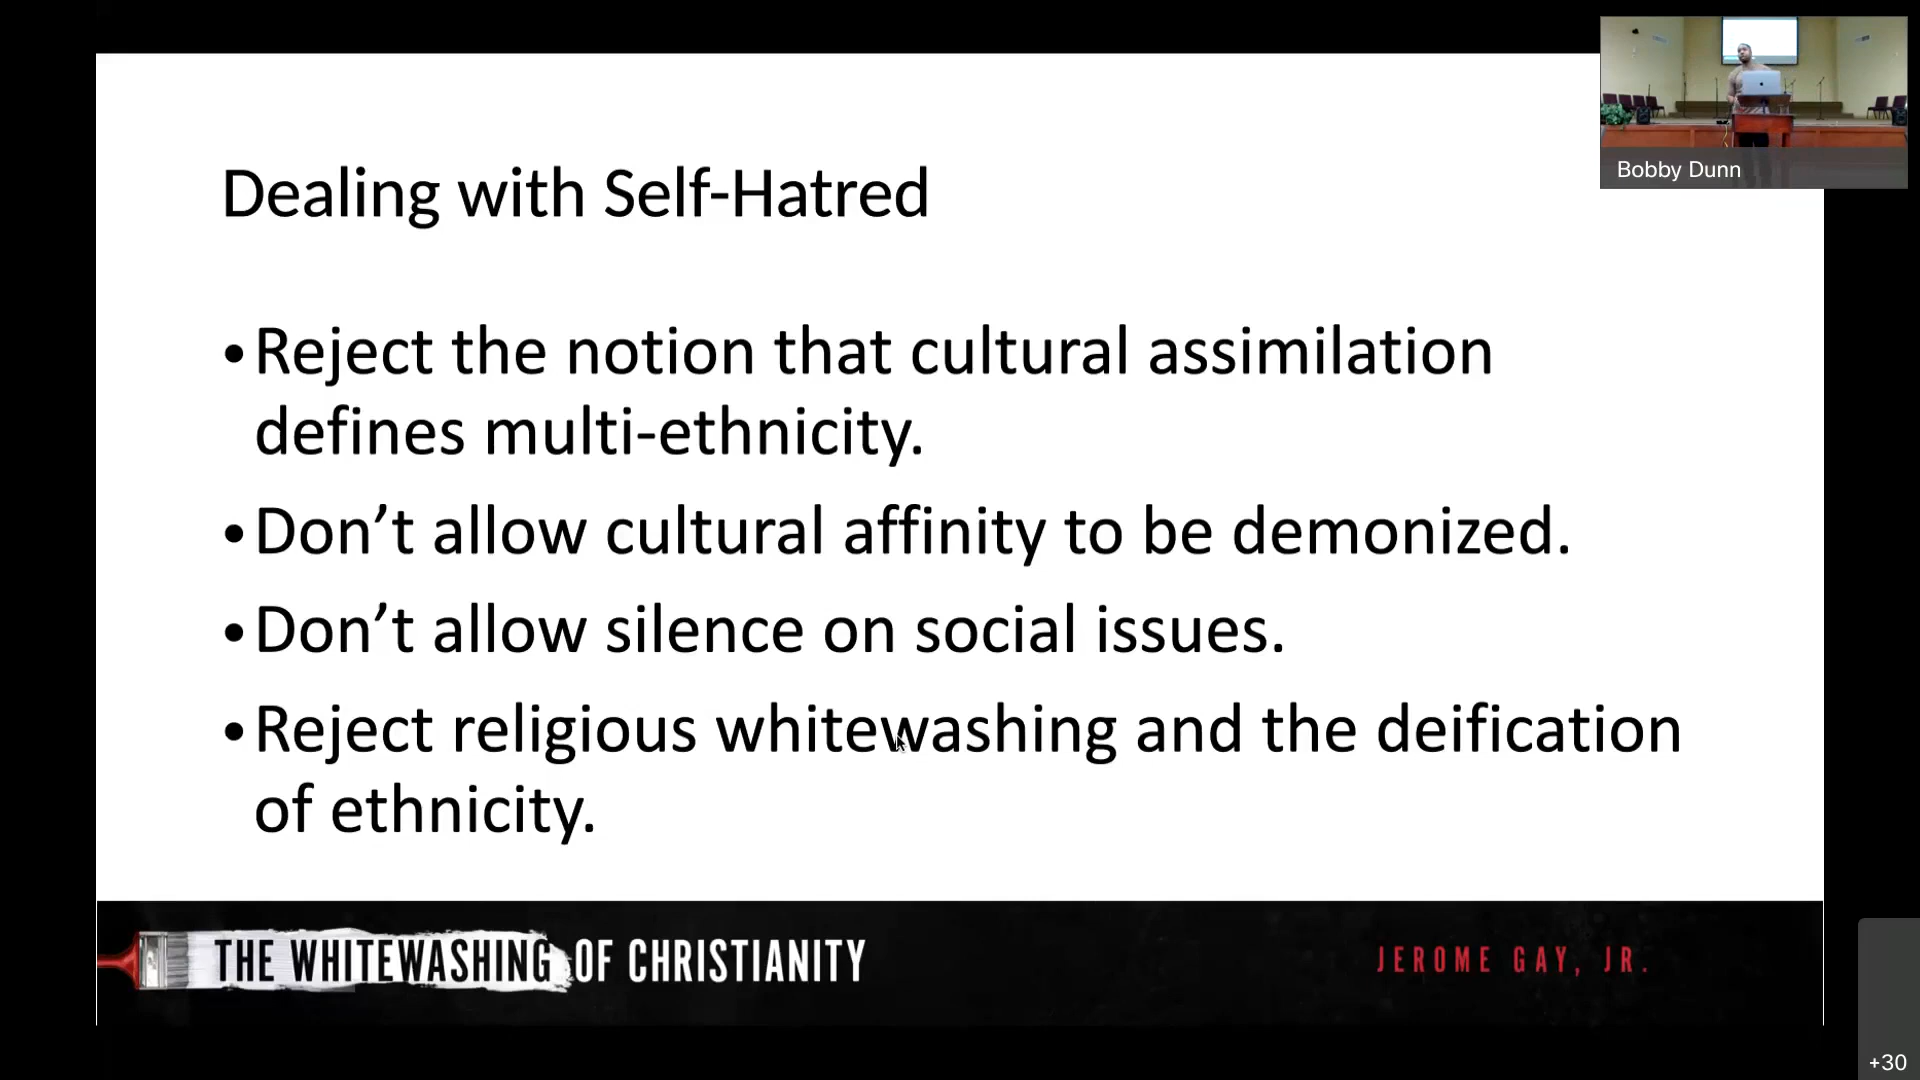 Bobby Dunn
Dealing with Self-Hatred
•Reject the notion that cultural assimilation
defines multi-ethnicity.
•Don’t allow cultural affinity to be demonized.
•Don’t allow silence on social issues.
•Reject religious whitewashing and the deification
of ethnicity.
THE WHITEWASHING OF CHRISTIANITY
JEROME GAY, JR.
+30